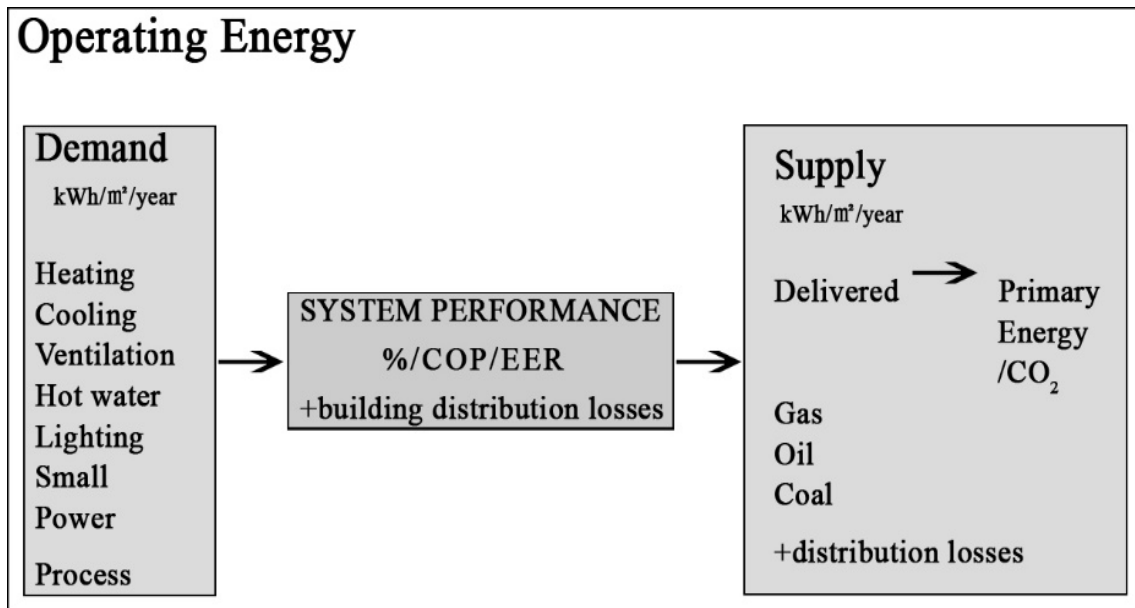 Operating Energy
Demand
kWh/m²/year
Heating
Cooling
Ventilation
Hot water
Lighting
Small
Power
Process
SYSTEM PERFORMANCE
%/COP/EER
+building distribution losses
Supply
kWh/m²/year
Delivered
Primary
Energy
/CO₂
Gas
Oil
Coal
+distribution losses